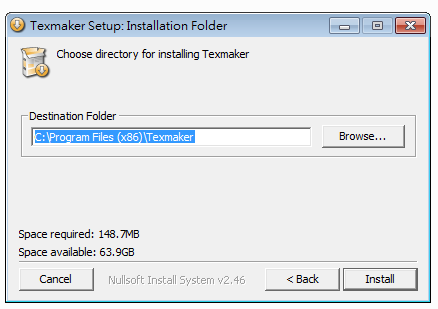 Texmaker Setup: Installation Folder
Choose directory for installing Texmaker
Destination Folder
C:\Program Files (x86)\Texmaker
Browse...
Space required: 148.7MB
Space available: 63.9GB
Cancel
Nullsoft Install System v2.46
< Back
Install